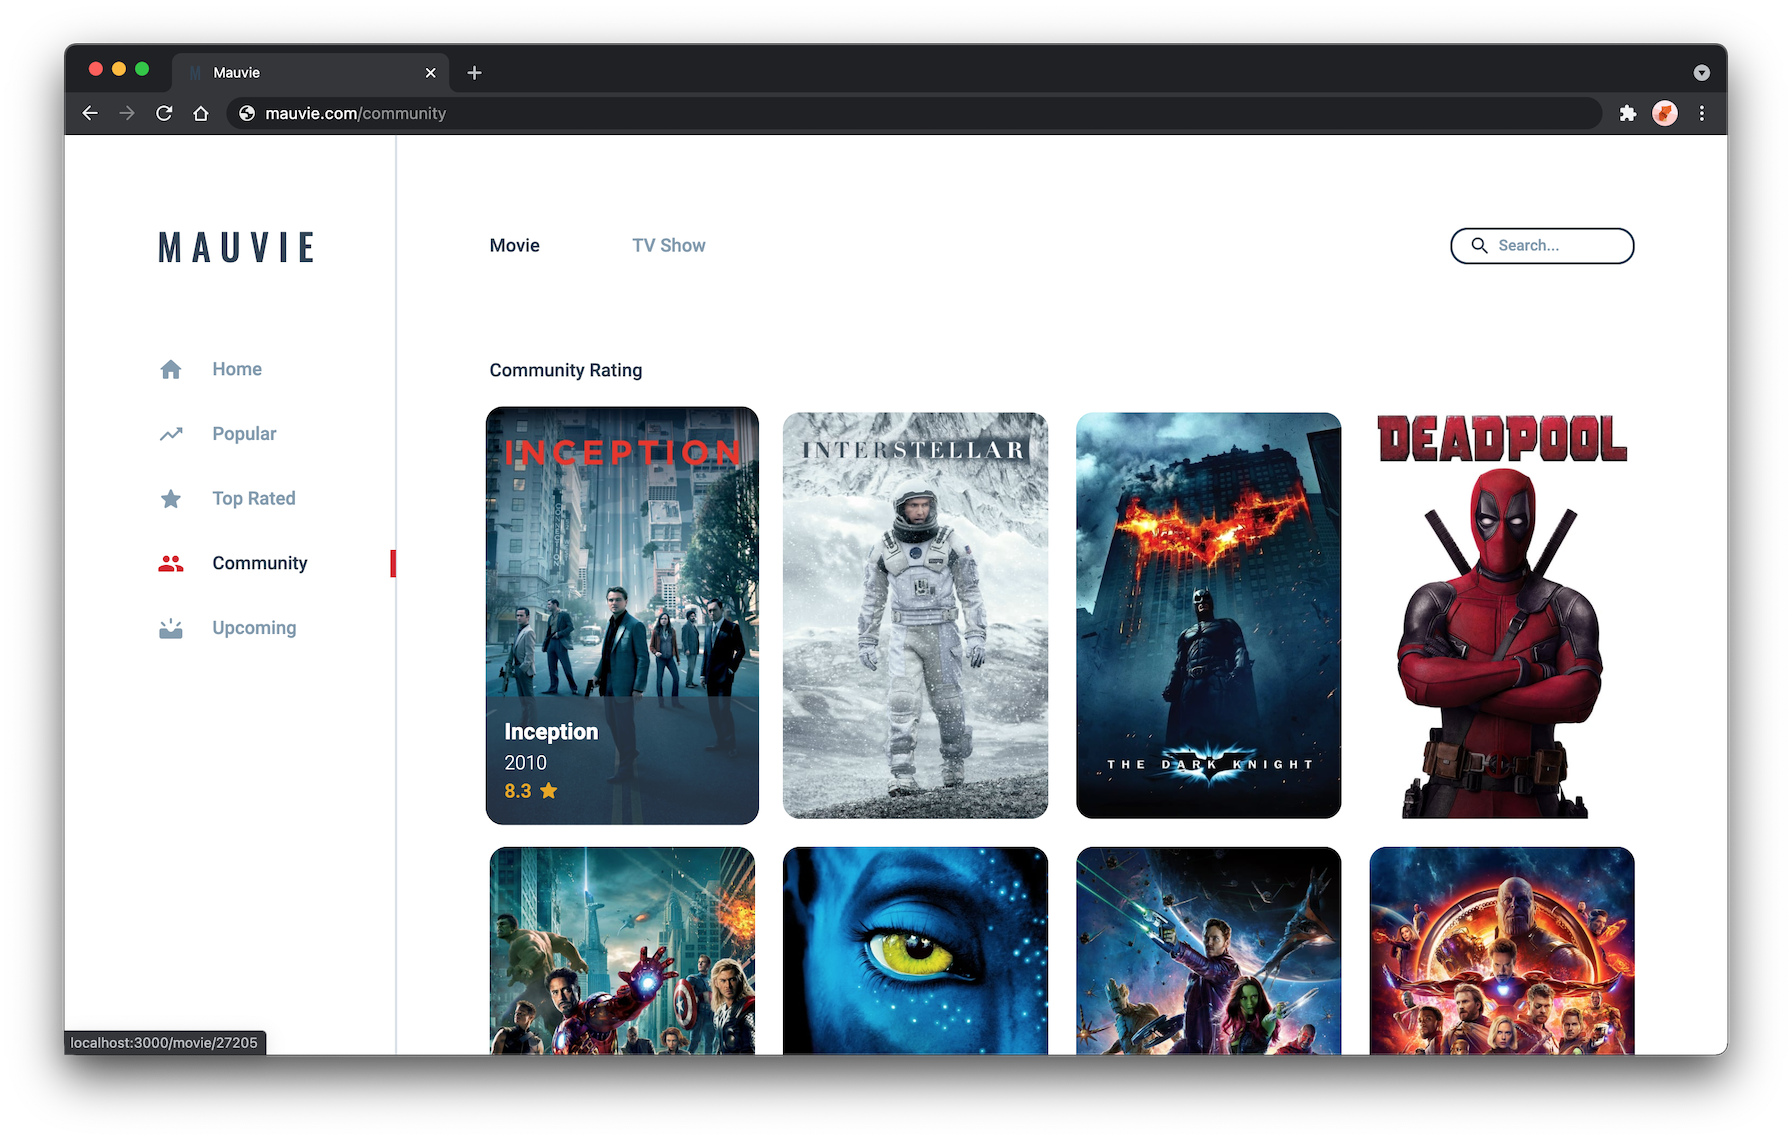 M Mauvie
mauvie.com/community
MAUVIE
Movie TV Show Search...
Home
Popular
Top Rated
Community
Upcoming
Community Rating
INCEPTION
Inception
2010
8.3
INTERSTELLAR
THE DARK KNIGHT
DEADPOOL
localhost:3000/movie/27205